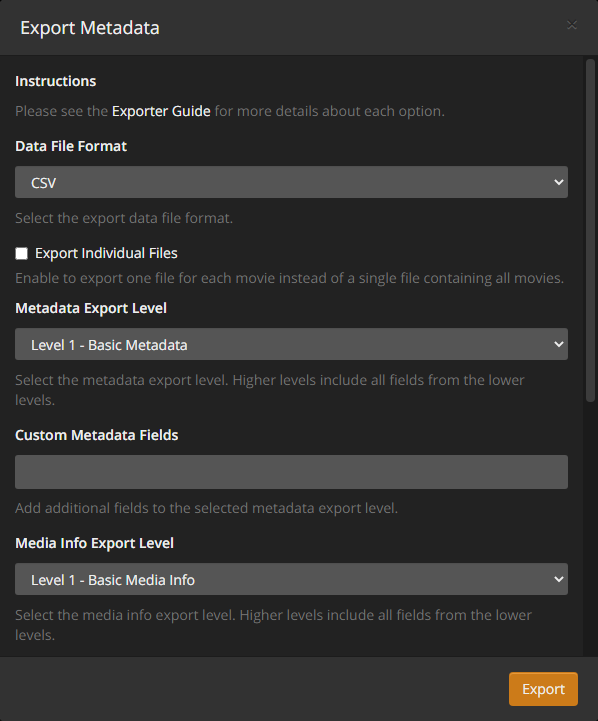 Export Metadata
×
Instructions
Please see the Exporter Guide for more details about each option.
Data File Format
CSV
Select the export data file format.
Export Individual Files
Enable to export one file for each movie instead of a single file containing all movies.
Metadata Export Level
Level 1 - Basic Metadata
Select the metadata export level. Higher levels include all fields from the lower
levels.
Custom Metadata Fields
Add additional fields to the selected metadata export level.
Media Info Export Level
Level 1 - Basic Media Info
Select the media info export level. Higher levels include all fields from the lower
levels.
Export